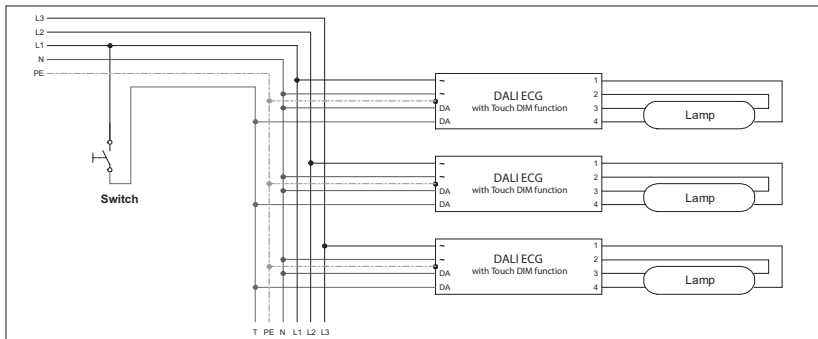 L3
L2
L1
N
PE
Switch
~
~
DA
DA
DALI ECG
with Touch DIM function
1
2
3
4
Lamp
~
~
DA
DA
DALI ECG
with Touch DIM function
1
2
3
4
Lamp
~
~
DA
DA
DALI ECG
with Touch DIM function
1
2
3
4
Lamp
T PE N L1 L2 L3